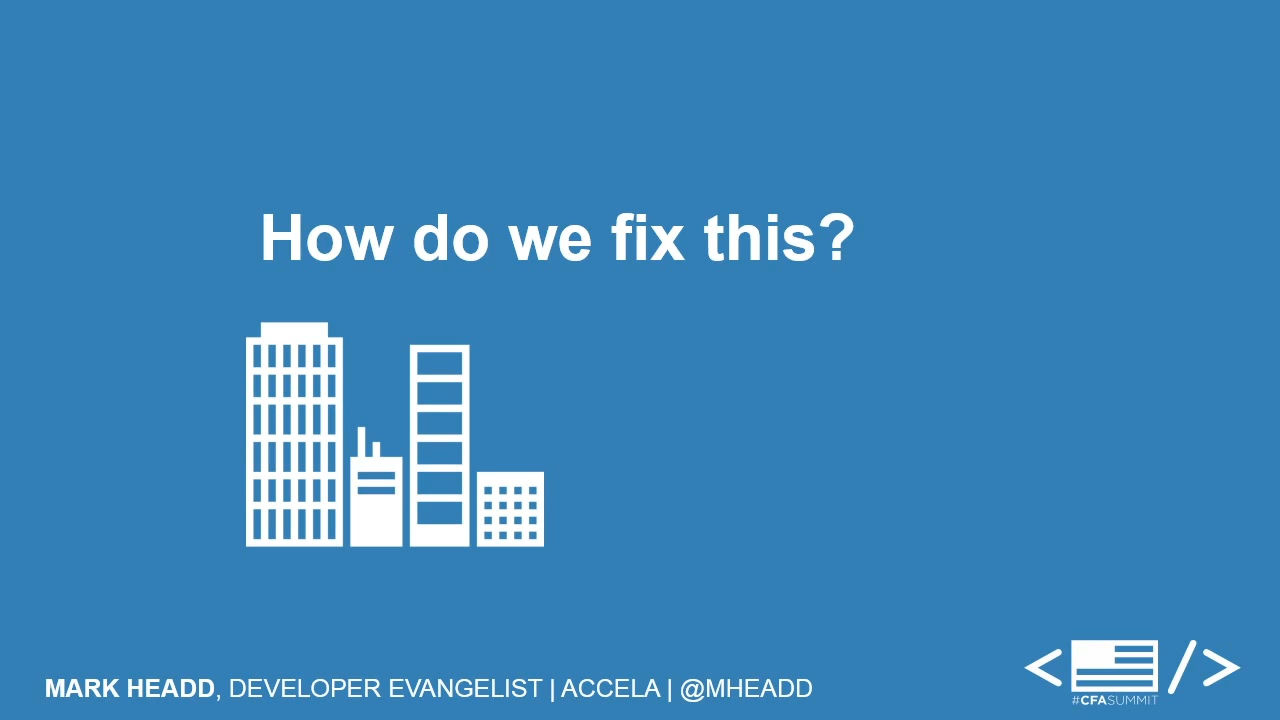 How do we fix this?
MARK HEADD, DEVELOPER EVANGELIST | ACCELA | @MHEADD
#CFASUMMIT